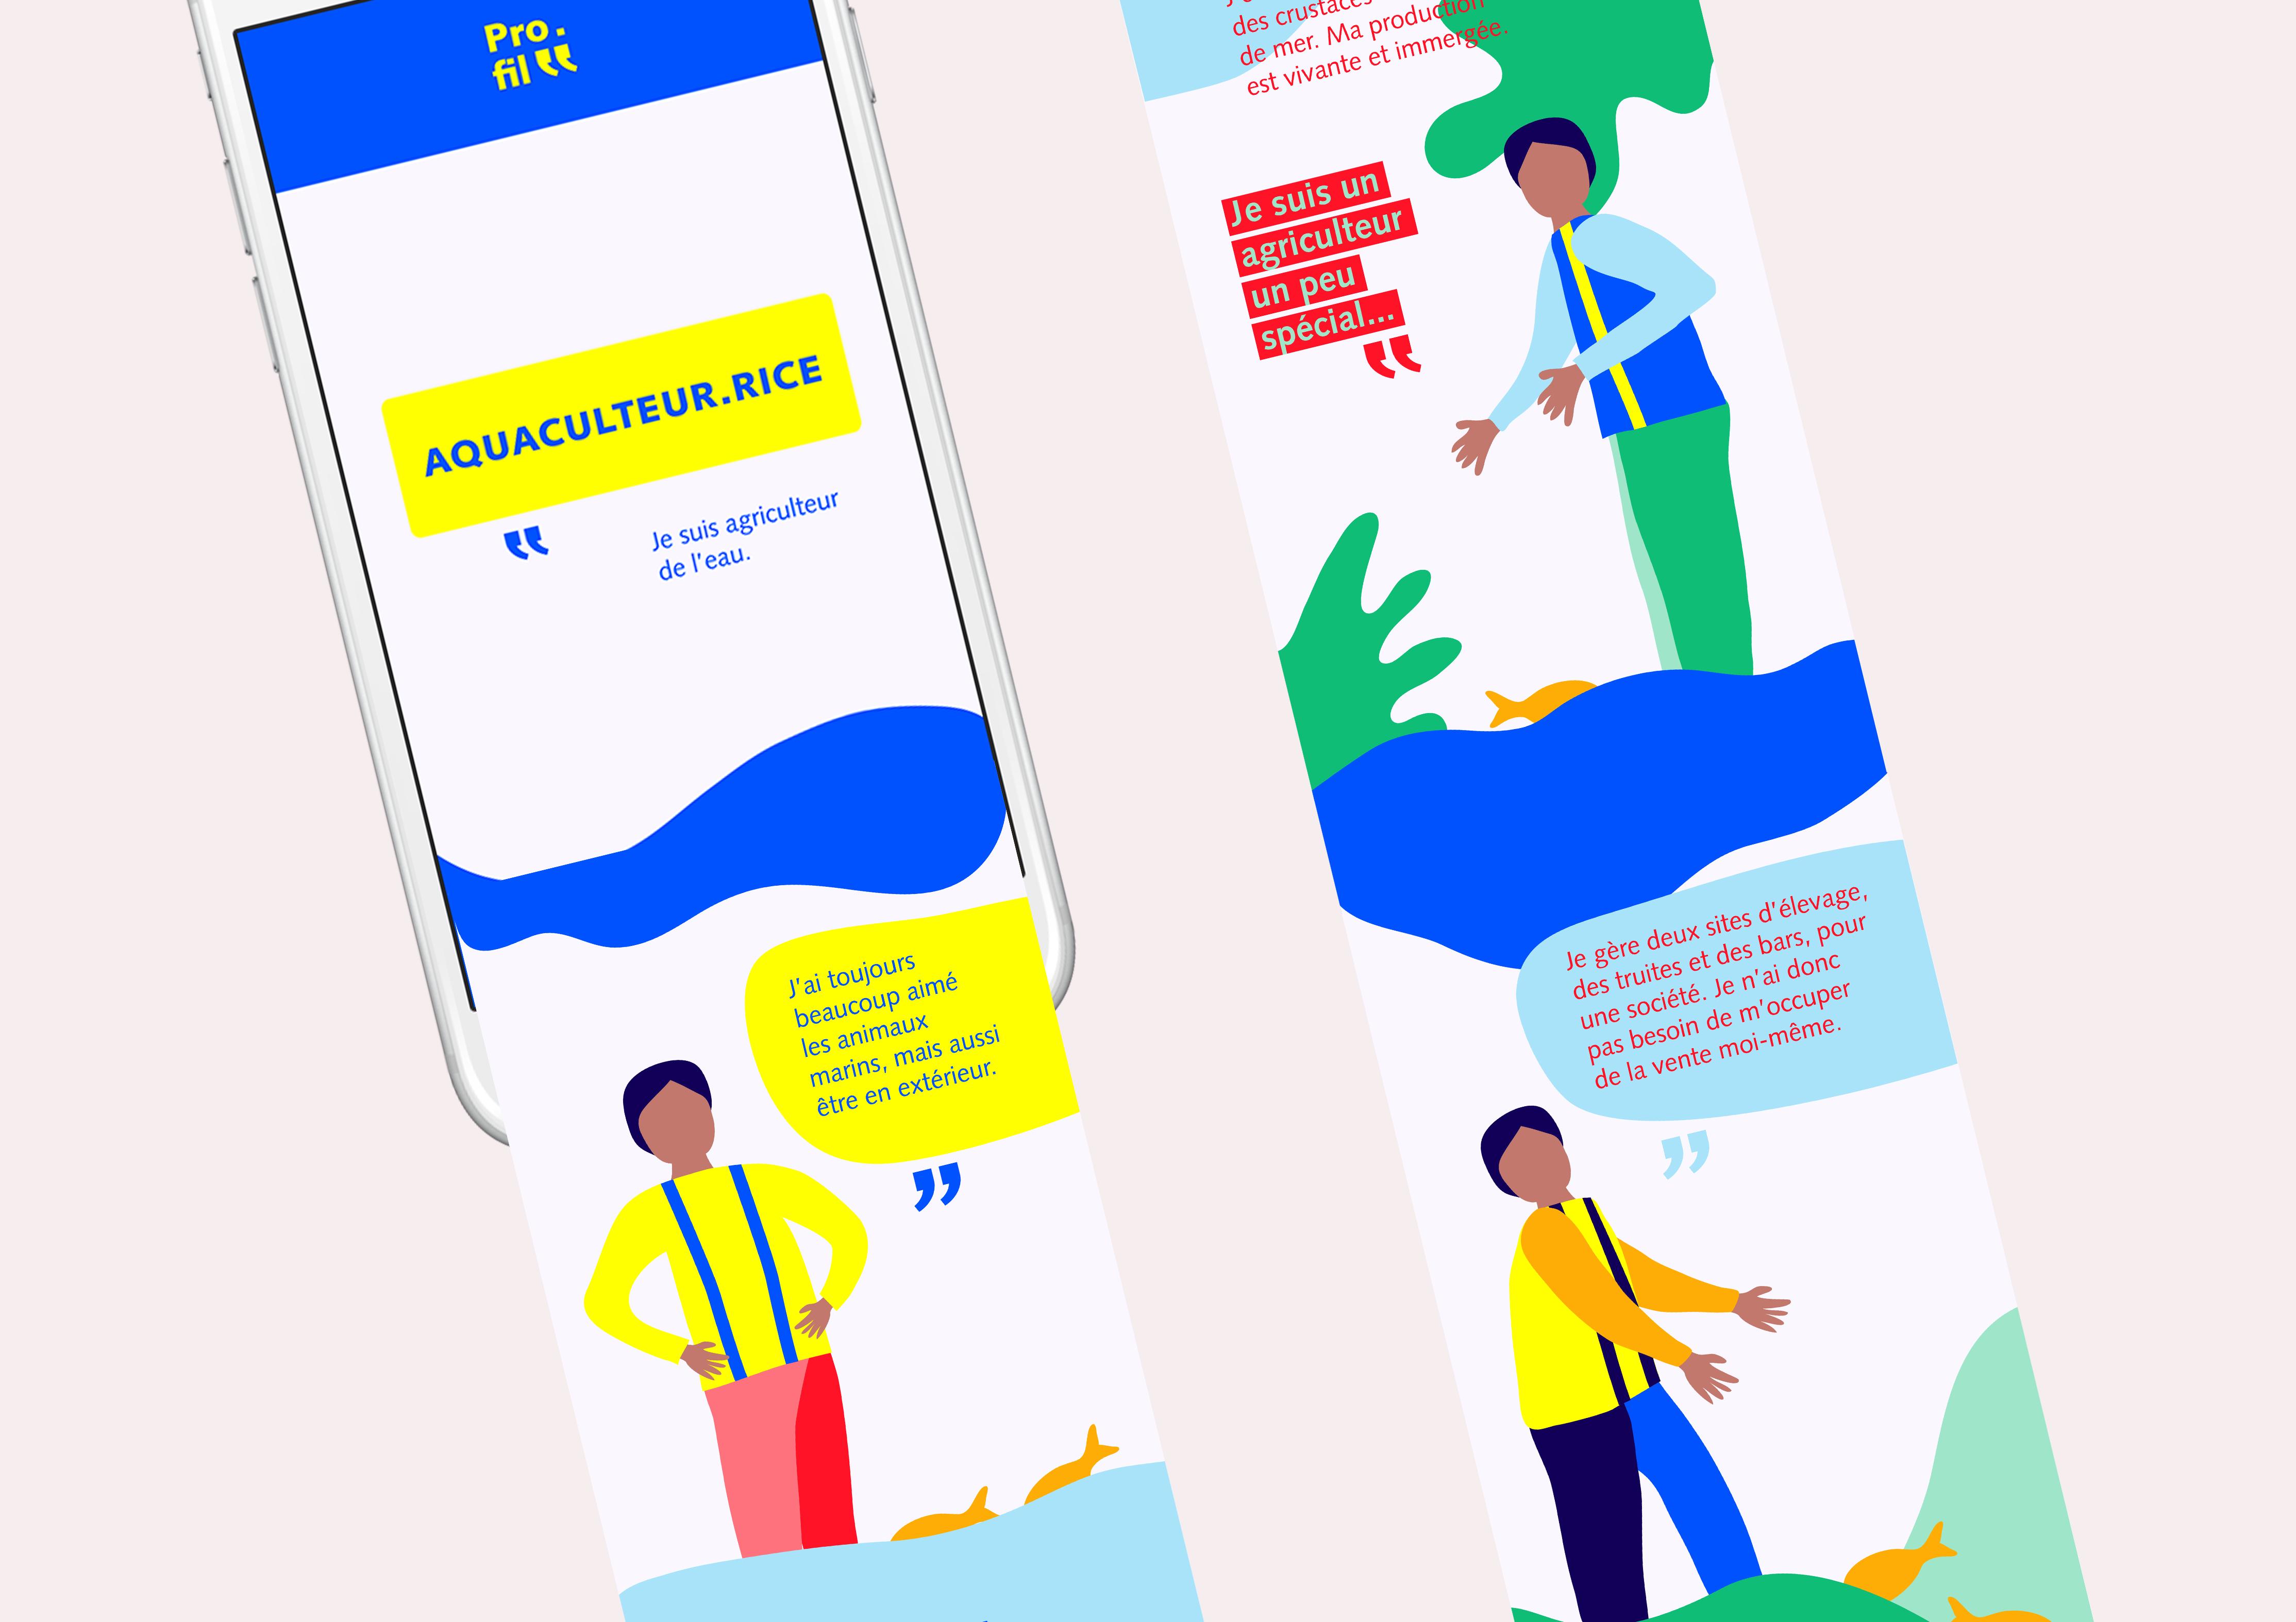 Pro.
fil
AQUACULTEUR.RICE
Je suis agriculteur
de l'eau.
J'ai toujours
beaucoup aimé
les animaux
marins, mais aussi
être en extérieur.
des crustacés
de mer. Ma production
est vivante et immergée.
Je suis un
agriculteur
un peu
spécial...
Je gère deux sites d'élevage,
des truites et des bars, pour
une société. Je n'ai donc
pas besoin de m'occuper
de la vente moi-même.